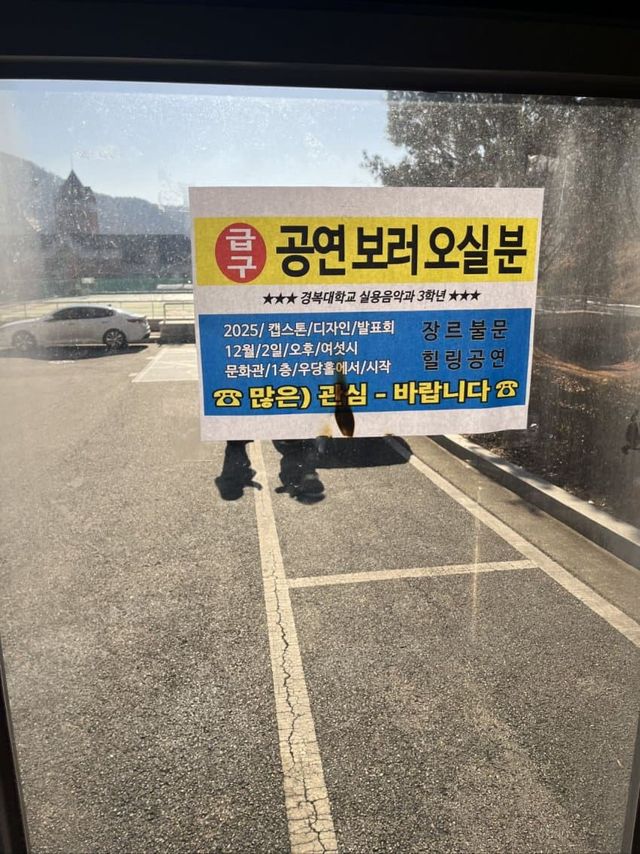 급구 공연 보러 오실 분
★★★ 경복대학교 실용음악과 3학년 ★★★
2025/ 캡스톤/디자인/발표회
12월/2일/오후/여섯시
문화관/1층/우당홀에서/시작
장르불문
힐링공연
☎ 많은) 관심 - 바랍니다 ☎